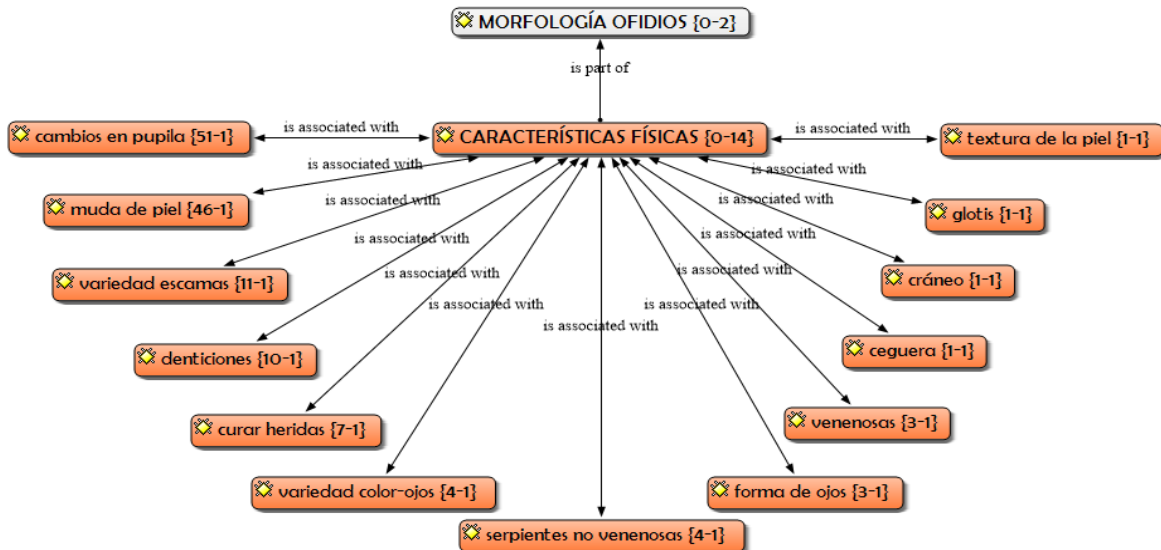 MORFOLOGÍA OFIDIOS {0-2}
is part of
cambios en pupila {51-1}
is associated with
CARACTERÍSTICAS FÍSICAS {0-14}
is associated with
textura de la piel {1-1}
is associated with
is associated with
muda de piel {46-1}
glotis {1-1}
is associated with
is associated with
is associated with
is associated with
variedad escamas {11-1}
cráneo {1-1}
is associated with
is associated with
is associated with
is associated with
is associated with
denticiones {10-1}
ceguera {1-1}
curar heridas {7-1}
venenosas {3-1}
variedad color-ojos {4-1}
forma de ojos {3-1}
serpientes no venenosas {4-1}